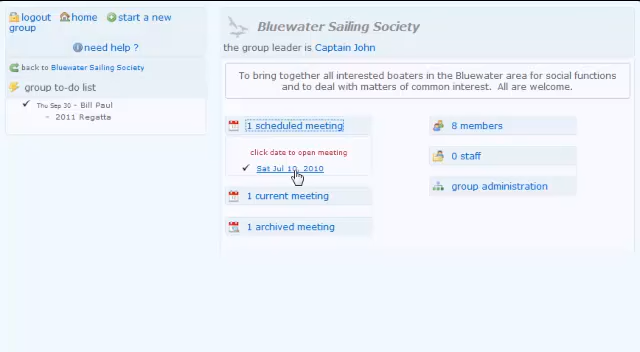 logout home start a new
group
need help ?
back to Bluewater Sailing Society
group to-do list
Thu Sep 30 - Bill Paul
- 2011 Regatta
Bluewater Sailing Society
the group leader is Captain John
To bring together all interested boaters in the Bluewater area for social functions
and to deal with matters of common interest. All are welcome.
1 scheduled meeting
click date to open meeting
Sat Jul 10, 2010
1 current meeting
1 archived meeting
8 members
0 staff
group administration